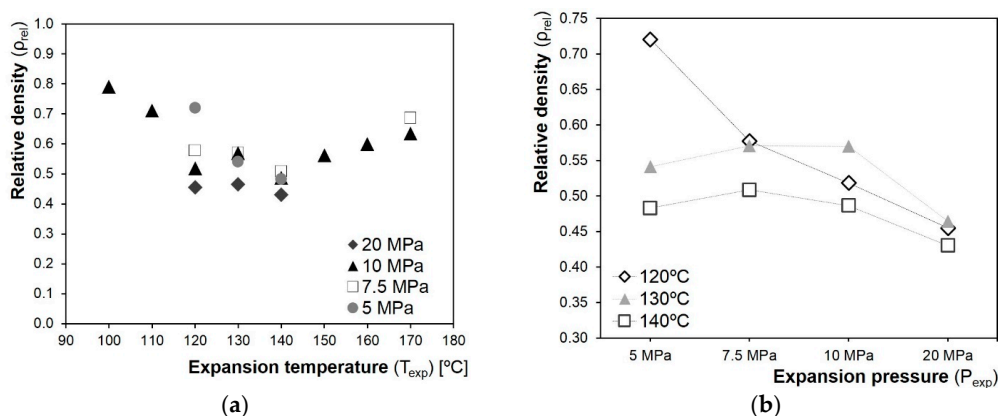 Relative density (ρrel)
1.0
0.9
0.8
0.7
0.6
0.5
0.4
0.3
0.2
0.1
0.0
90 100 110 120 130 140 150 160 170 180
20 MPa
10 MPa
7.5 MPa
5 MPa
Expansion temperature (Texp) [ºC]
(a)
Relative density (ρrel)
0.75
0.70
0.65
0.60
0.55
0.50
0.45
0.40
0.35
0.30
120ºC
130ºC
140ºC
5 MPa 7.5 MPa 10 MPa 20 MPa
Expansion pressure (Pexp)
(b)